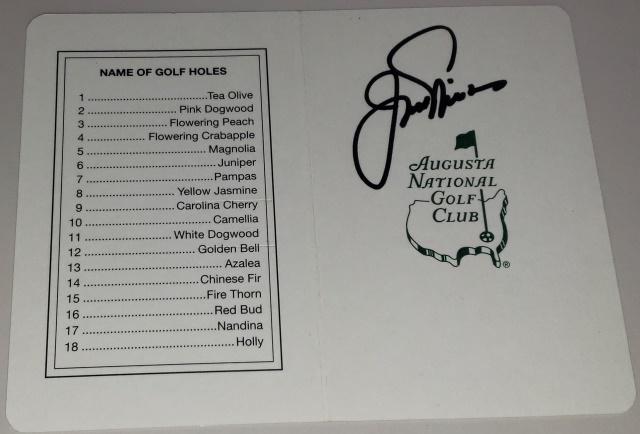 NAME OF GOLF HOLES
1 ........................................Tea Olive
2 ............................Pink Dogwood
3 ..........................Flowering Peach
4 ...................Flowering Crabapple
5 .......................................Magnolia
6 ..........................................Juniper
7 .........................................Pampas
8 ............................Yellow Jasmine
9 ............................Carolina Cherry
10 .......................................Camellia
11 ...........................White Dogwood
12 ...................................Golden Bell
13 ...........................................Azalea
14 ..................................Chinese Fir
15 .....................................Fire Thorn
16 .......................................Red Bud
17 .........................................Nandina
18 ..............................................Holly
AUGUSTA
NATIONAL
GOLF
CLUB
®